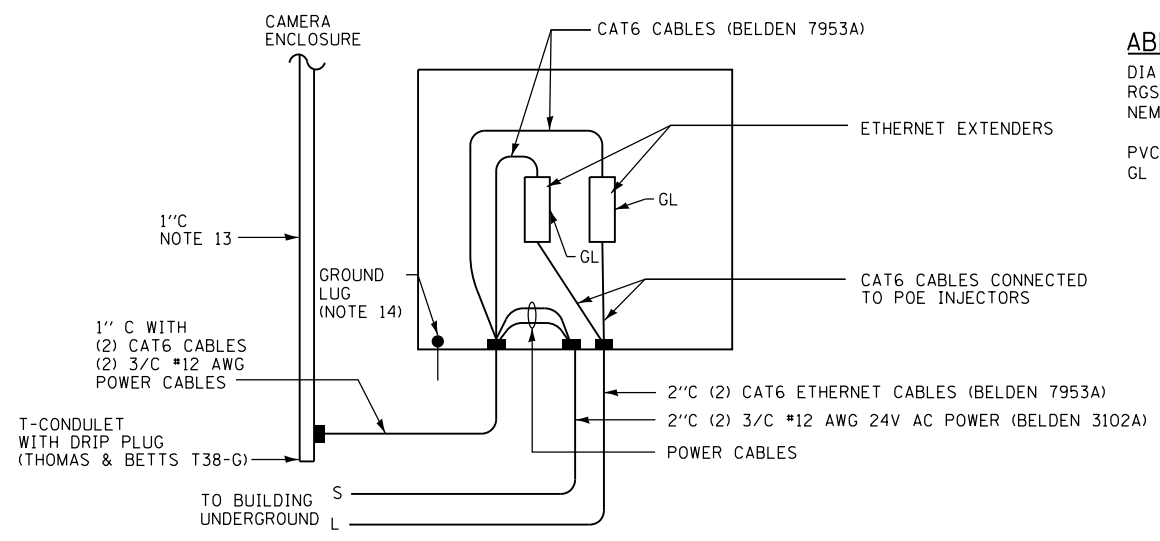 CAMERA
ENCLOSURE
CAT6 CABLES (BELDEN 7953A)
ETHERNET EXTENDERS
GL
GL
1''C
NOTE 13
GROUND
LUG
(NOTE 14)
CAT6 CABLES CONNECTED
TO POE INJECTORS
1'' C WITH
(2) CAT6 CABLES
(2) 3/C #12 AWG
POWER CABLES
2''C (2) CAT6 ETHERNET CABLES (BELDEN 7953A)
2''C (2) 3/C #12 AWG 24V AC POWER (BELDEN 3102A)
POWER CABLES
T-CONDULET
WITH DRIP PLUG
(THOMAS & BETTS T38-G)
TO BUILDING
UNDERGROUND
S
L
AB
DIA
RGS
NEM
PVC
GL